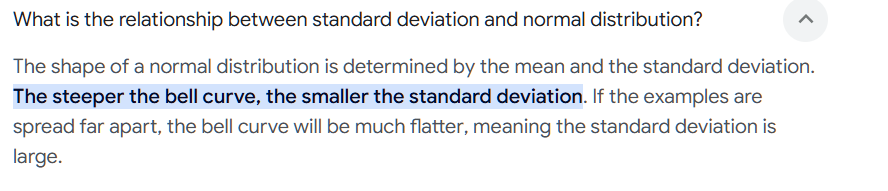 What is the relationship between standard deviation and normal distribution?
The shape of a normal distribution is determined by the mean and the standard deviation.
The steeper the bell curve, the smaller the standard deviation. If the examples are
spread far apart, the bell curve will be much flatter, meaning the standard deviation is
large.